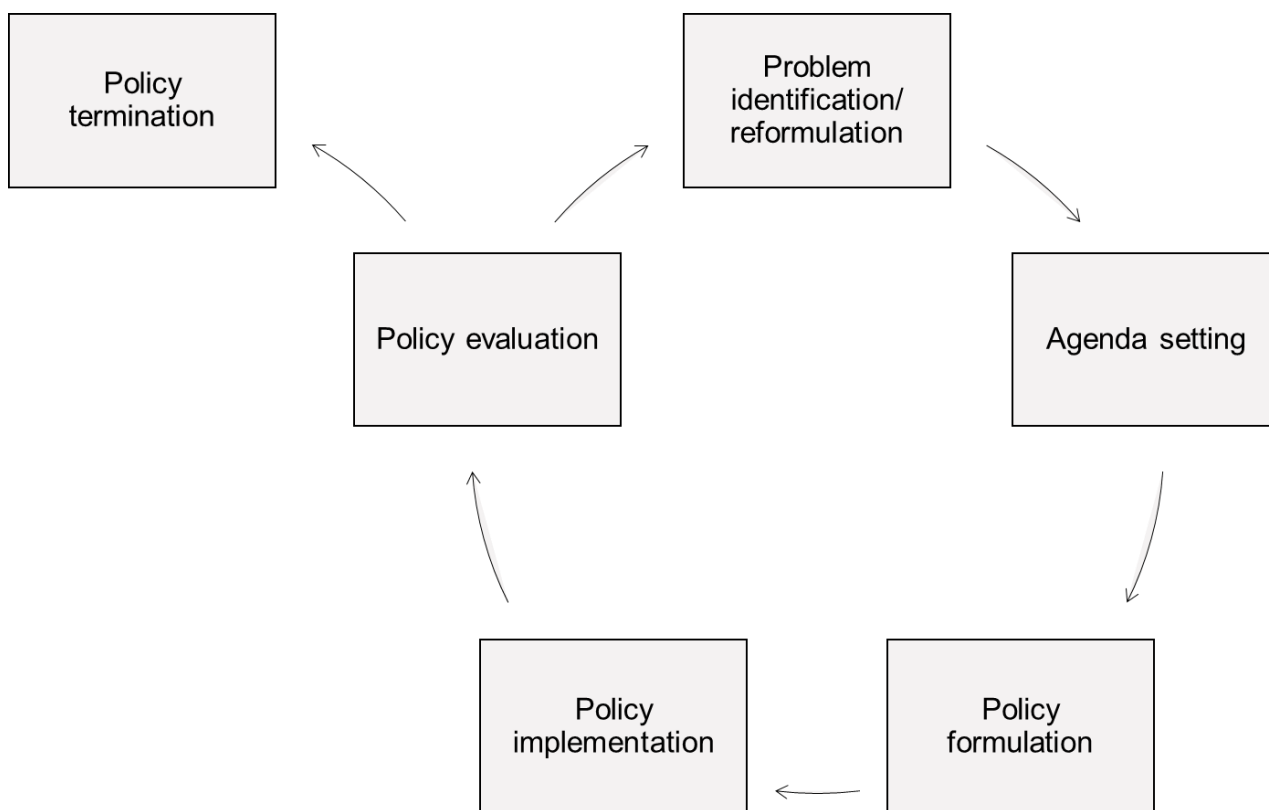 Policy
termination
Problem
identification/
reformulation
Policy evaluation
Agenda setting
Policy
implementation
Policy
formulation